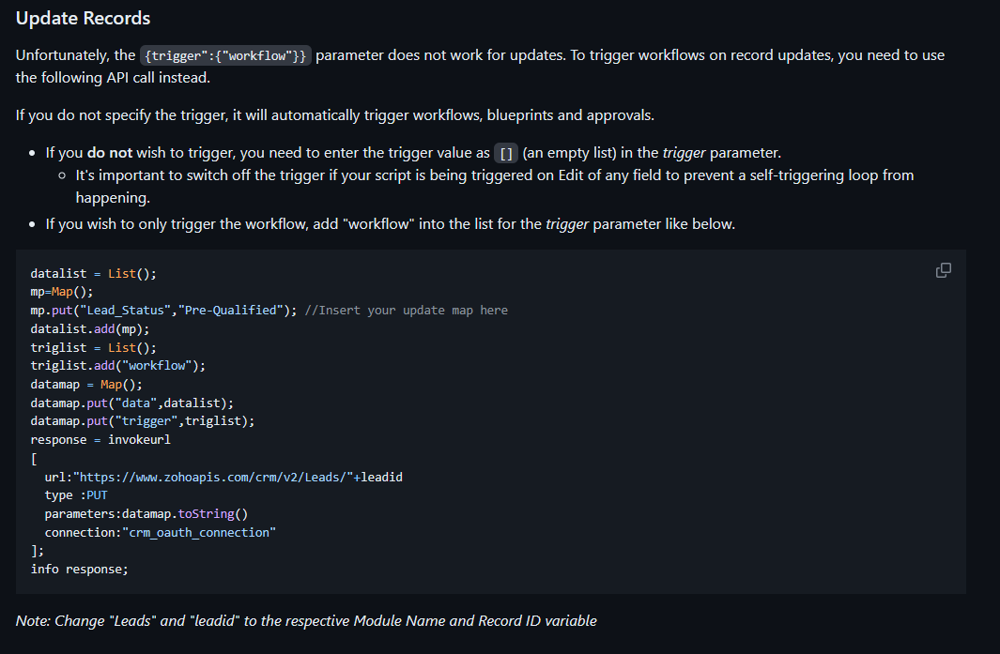 Update Records
Unfortunately, the {trigger":{"workflow"}} parameter does not work for updates. To trigger workflows on record updates, you need to use
the following API call instead.
If you do not specify the trigger, it will automatically trigger workflows, blueprints and approvals.
• If you do not wish to trigger, you need to enter the trigger value as [] (an empty list) in the trigger parameter.
◦ It's important to switch off the trigger if your script is being triggered on Edit of any field to prevent a self-triggering loop from
happening.
• If you wish to only trigger the workflow, add "workflow" into the list for the trigger parameter like below.
datalist = List();
mp=Map();
mp.put("Lead_Status","Pre-Qualified"); //Insert your update map here
datalist.add(mp);
triglist = List();
triglist.add("workflow");
datamap = Map();
datamap.put("data",datalist);
datamap.put("trigger",triglist);
response = invokeurl
[
  url:"https://www.zohoapis.com/crm/v2/Leads/"+leadid
  type :PUT
  parameters:datamap.toString()
  connection:"crm_oauth_connection"
];
info response;
Note: Change "Leads" and "leadid" to the respective Module Name and Record ID variable